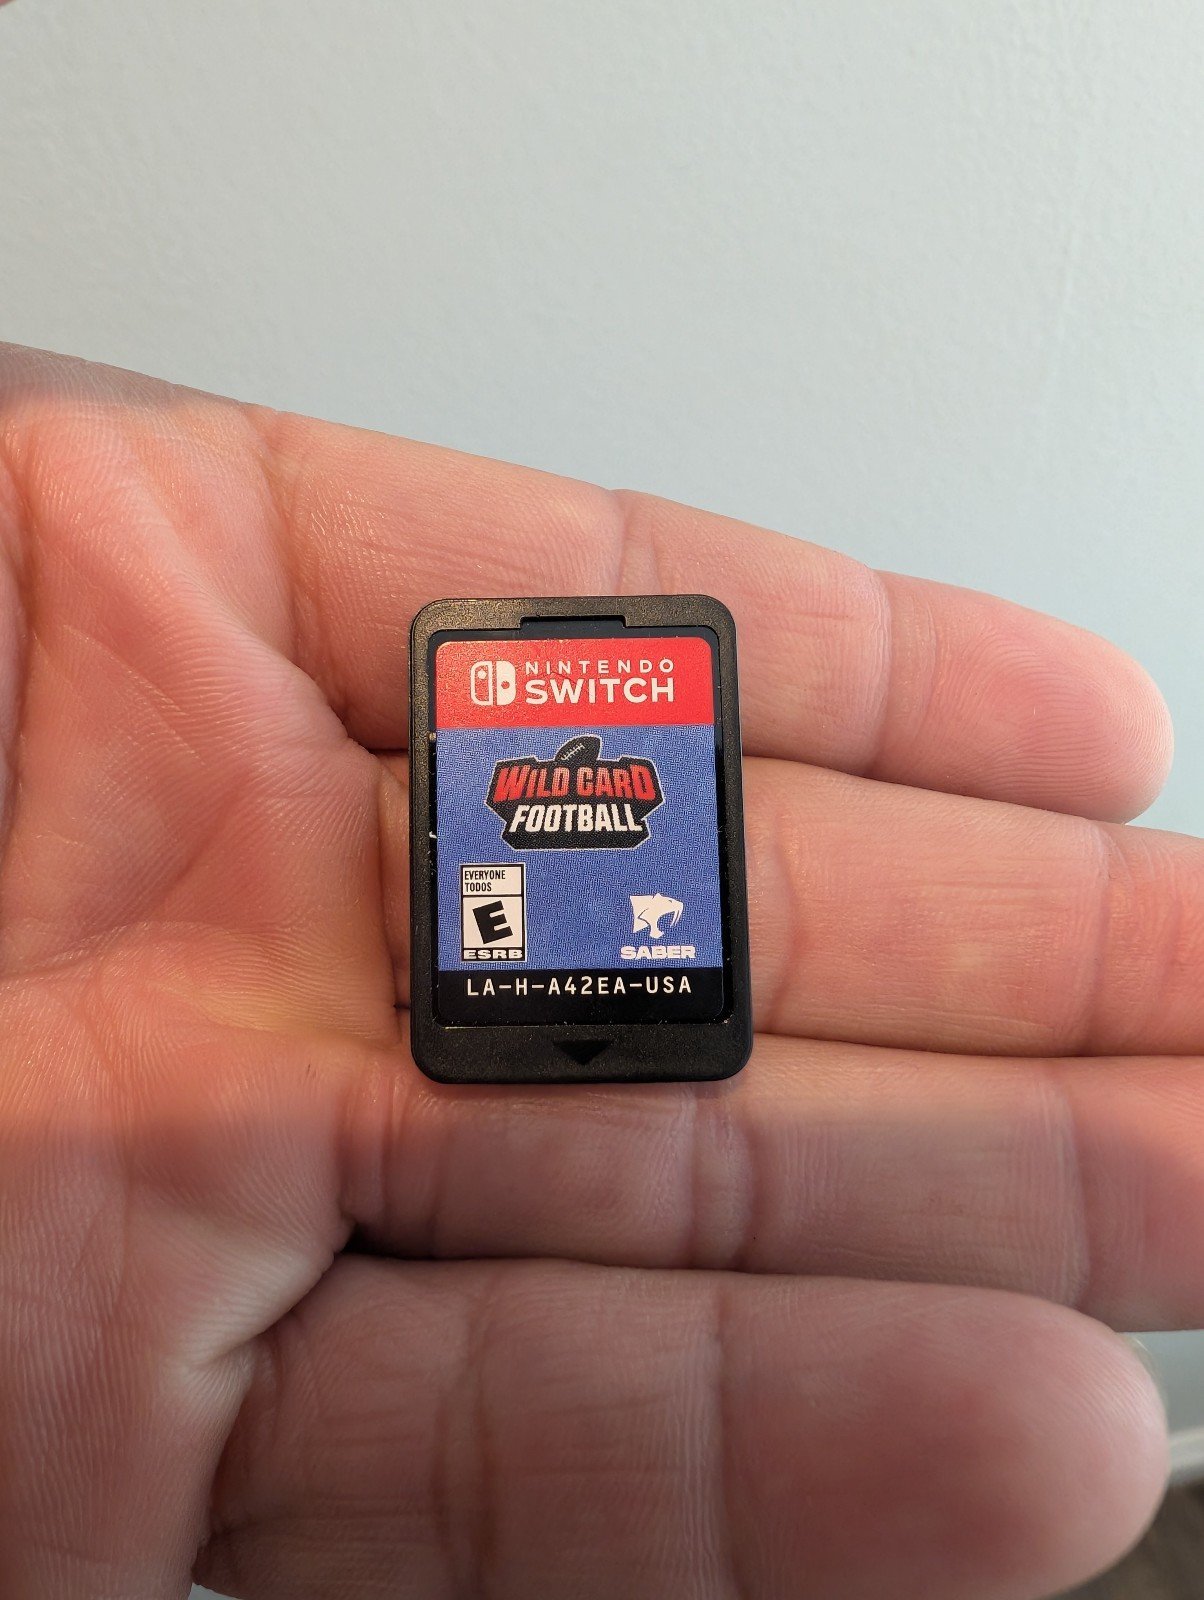 NINTENDO
SWITCH
WILD CARD
FOOTBALL
EVERYONE
TODOS
E
ESRB
SABER
LA-H-A42EA-USA